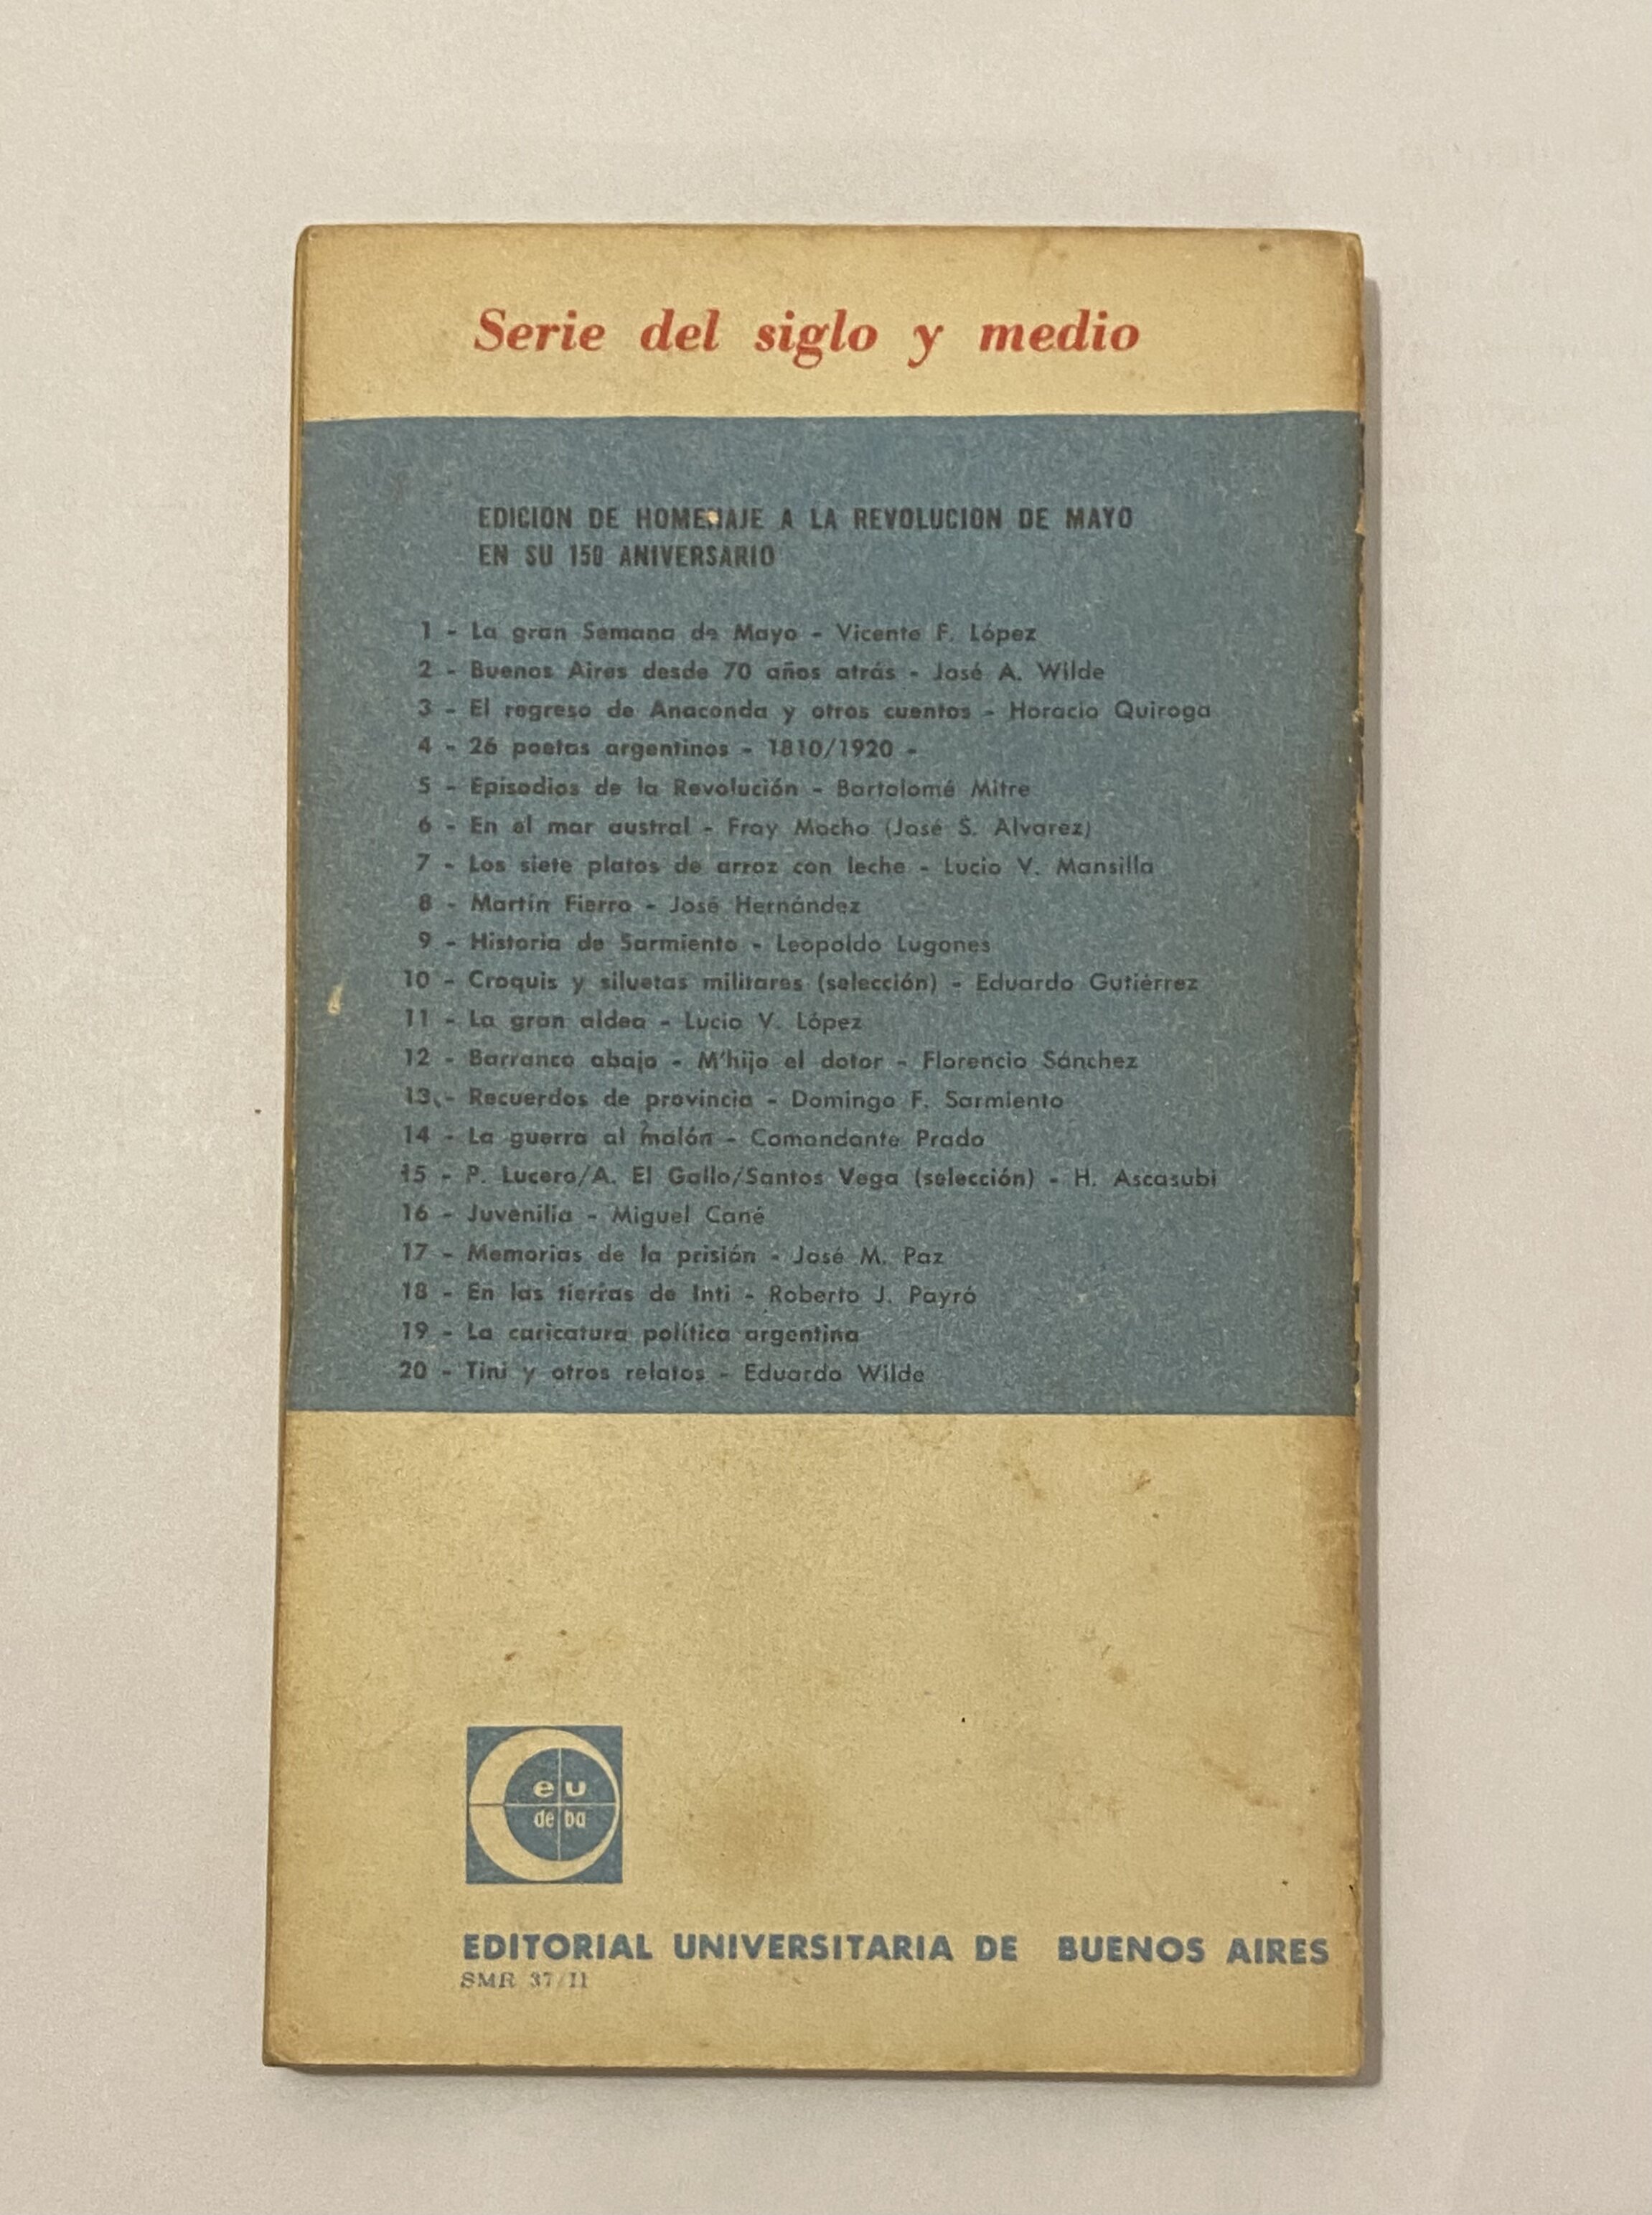 Serie del siglo y medio
EDICION DE HOMENAJE A LA REVOLUCION DE MAYO
EN SU 150 ANIVERSARIO
1 - La gran Semana de Mayo - Vicente F. López
2 - Buenos Aires desde 70 años atrás - José A. Wilde
3 - El regreso de Anaconda y otros cuentos - Horacio Quiroga
4 - 26 poetas argentinos - 1810/1920 -
5 - Episodios de la Revolución - Bartolomé Mitre
6 - En el mar austral - Fray Mocho (José S. Alvarez)
7 - Los siete platos de arroz con leche - Lucio V. Mansilla
8 - Martín Fierro - José Hernández
9 - Historia de Sarmiento - Leopoldo Lugones
10 - Croquis y siluetas militares (selección) - Eduardo Gutiérrez
11 - La gran aldea - Lucio V. López
12 - Barranca abajo - M'hijo el dotor - Florencio Sánchez
13 - Recuerdos de provincia - Domingo F. Sarmiento
14 - La guerra al malón - Comandante Prado
15 - P. Lucero/A. El Gallo/Santos Vega (selección) - H. Ascasubi
16 - Juvenilia - Miguel Cané
17 - Memorias de la prisión - José M. Paz
18 - En las tierras de Inti - Roberto J. Payró
19 - La caricatura política argentina
20 - Tini y otros relatos - Eduardo Wilde
eu
de ba
EDITORIAL UNIVERSITARIA DE BUENOS AIRES
SMR 37/II